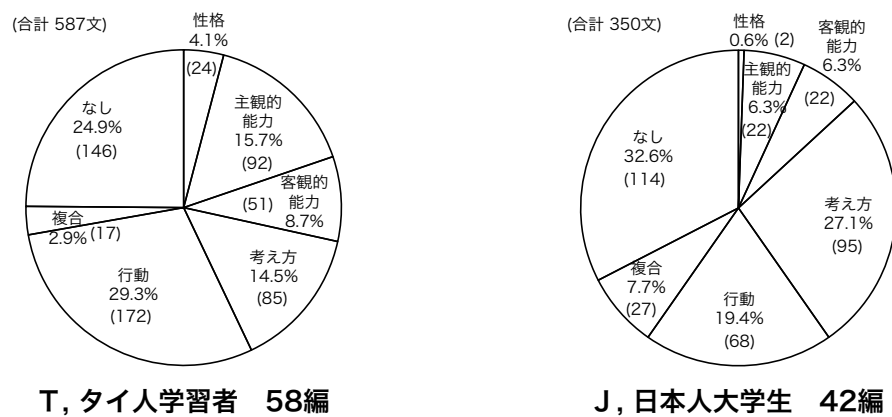 (合計 587文)
性格
4.1%
(24)
主観的
能力
15.7%
(92)
客観的
能力
8.7%
(51)
考え方
14.5%
(85)
行動
29.3%
(172)
複合
2.9%
(17)
なし
24.9%
(146)
T, タイ人学習者　58編
(合計 350文)
性格
0.6% (2)
主観的
能力
6.3%
(22)
客観的
能力
6.3%
(22)
考え方
27.1%
(95)
行動
19.4%
(68)
複合
7.7%
(27)
なし
32.6%
(114)
J, 日本人大学生　42編